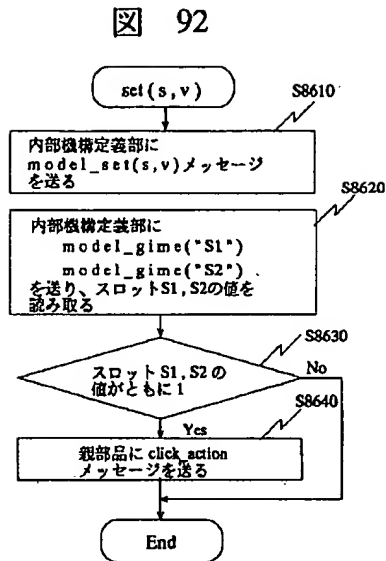 図 92
set(s,v)
S8610
内部機構定義部に
model_set(s,v)メッセージ
を送る
S8620
内部機構定義部に
model_gime("S1")
model_gime("S2")
を送り、スロットS1,S2の値を
読み取る
S8630
スロットS1,S2の
値がともに1
No
Yes
S8640
親部品にclick_action
メッセージを送る
End